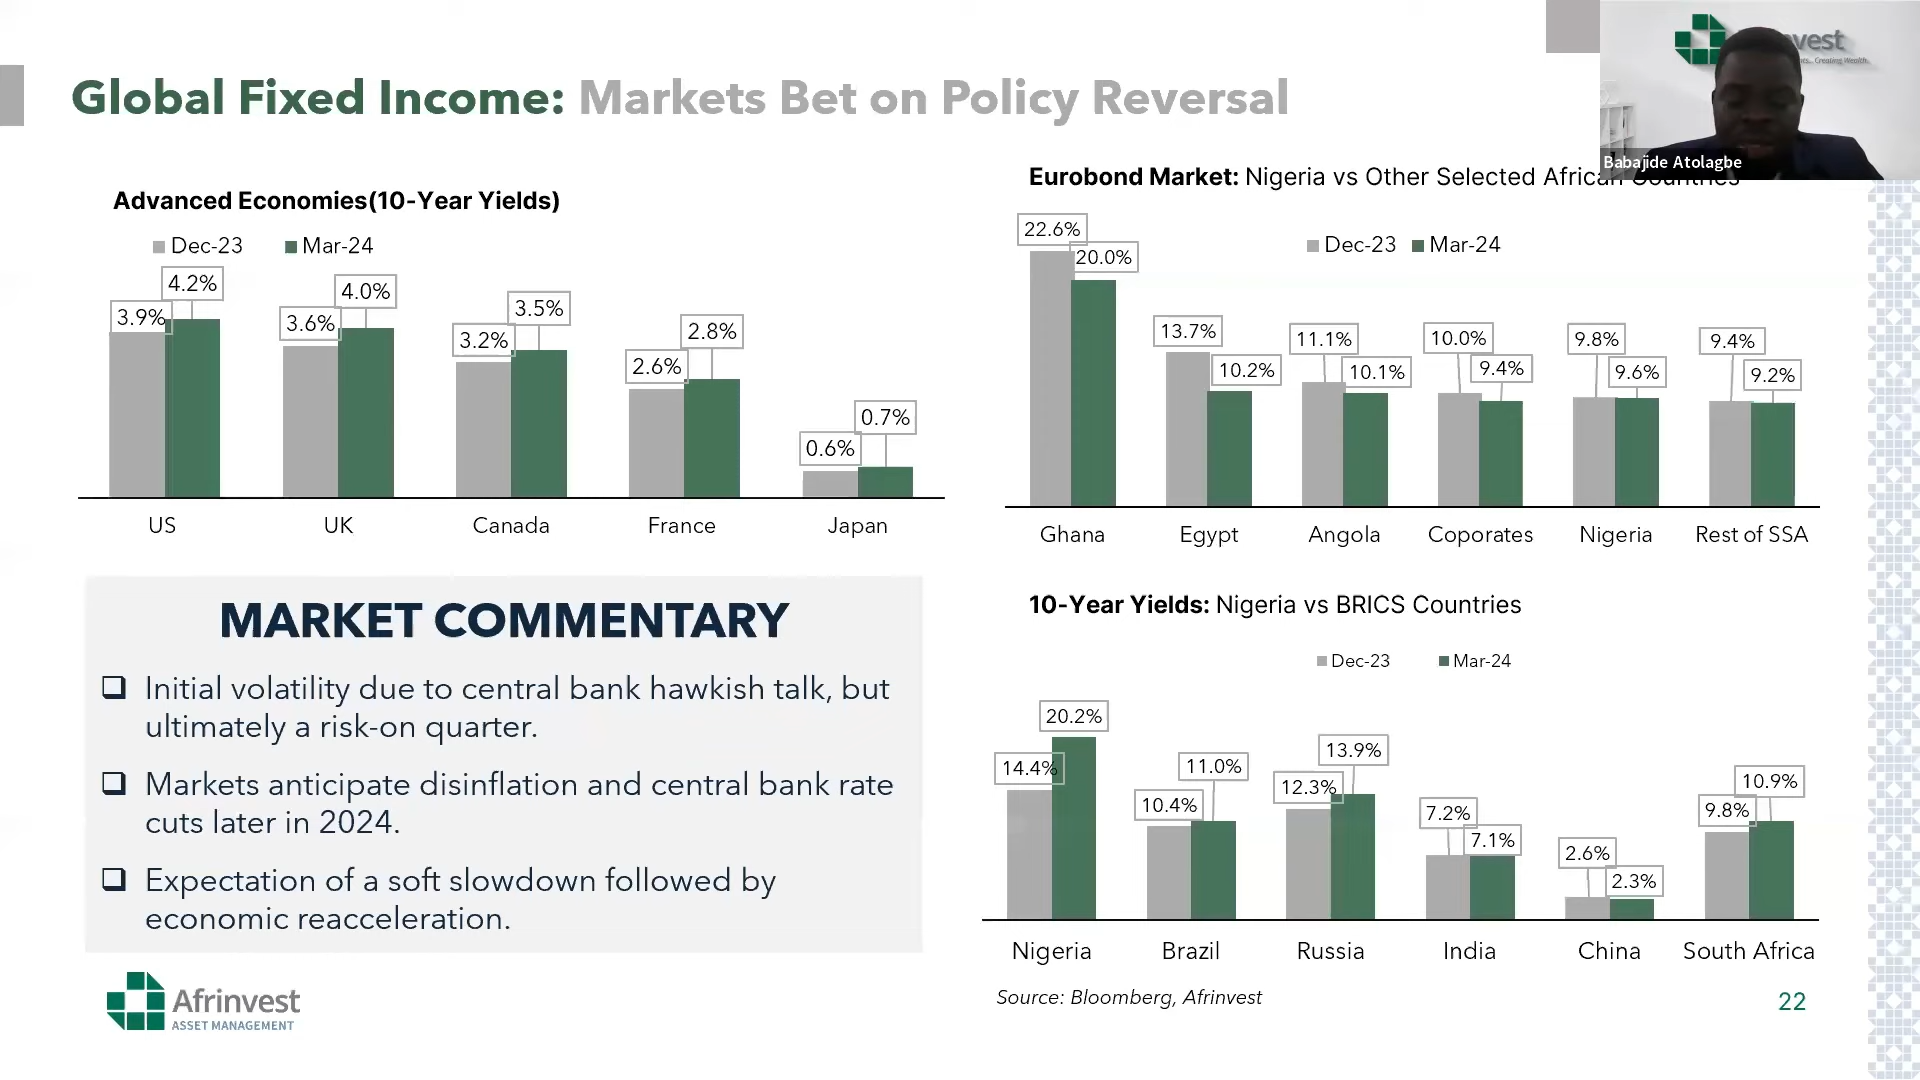 Global Fixed Income: Markets Bet on Policy Reversal
vest
Creating Wealth.
Babajide Atolagbe
Advanced Economies(10-Year Yields)
Dec-23 Mar-24
3.9% 4.2%
3.6% 4.0%
3.2% 3.5%
2.6% 2.8%
0.6% 0.7%
US UK Canada France Japan
Eurobond Market: Nigeria vs Other Selected African Countries
Dec-23 Mar-24
22.6% 20.0%
13.7% 10.2%
11.1% 10.1%
10.0% 9.4%
9.8% 9.6%
9.4% 9.2%
Ghana Egypt Angola Coporates Nigeria Rest of SSA
MARKET COMMENTARY
Initial volatility due to central bank hawkish talk, but
ultimately a risk-on quarter.
Markets anticipate disinflation and central bank rate
cuts later in 2024.
Expectation of a soft slowdown followed by
economic reacceleration.
10-Year Yields: Nigeria vs BRICS Countries
Dec-23 Mar-24
14.4% 20.2%
10.4% 11.0%
12.3% 13.9%
7.2% 7.1%
2.6% 2.3%
9.8% 10.9%
Nigeria Brazil Russia India China South Africa
Afrinvest
ASSET MANAGEMENT
Source: Bloomberg, Afrinvest
22